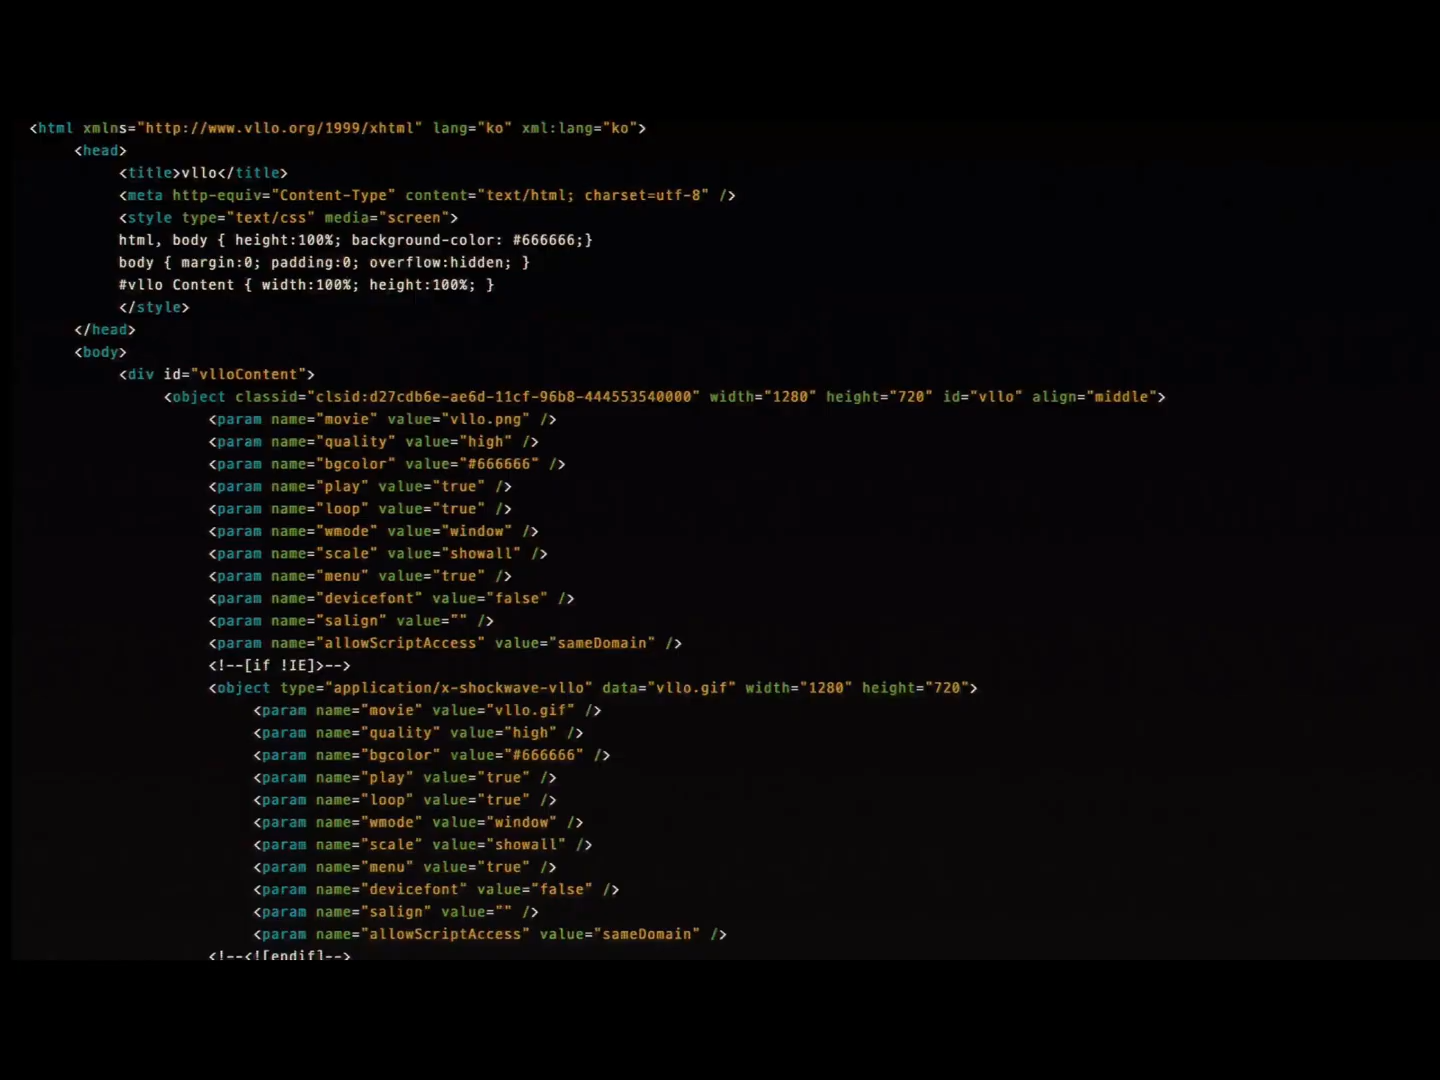 <html xmlns="http://www.vllo.org/1999/xhtml" lang="ko" xml:lang="ko">
<head>
<title>vllo</title>
<meta http-equiv="Content-Type" content="text/html; charset=utf-8" />
<style type="text/css" media="screen">
html, body { height:100%; background-color: #666666;}
body { margin:0; padding:0; overflow:hidden; }
#vllo Content { width:100%; height:100%; }
</style>
</head>
<body>
<div id="vlloContent">
<object classid="clsid:d27cdb6e-ae6d-11cf-96b8-444553540000" width="1280" height="720" id="vllo" align="middle">
<param name="movie" value="vllo.png" />
<param name="quality" value="high" />
<param name="bgcolor" value="#666666" />
<param name="play" value="true" />
<param name="loop" value="true" />
<param name="wmode" value="window" />
<param name="scale" value="showall" />
<param name="menu" value="true" />
<param name="devicefont" value="false" />
<param name="salign" value="" />
<param name="allowScriptAccess" value="sameDomain" />
<!--[if !IE]>-->
<object type="application/x-shockwave-vllo" data="vllo.gif" width="1280" height="720">
<param name="movie" value="vllo.gif" />
<param name="quality" value="high" />
<param name="bgcolor" value="#666666" />
<param name="play" value="true" />
<param name="loop" value="true" />
<param name="wmode" value="window" />
<param name="scale" value="showall" />
<param name="menu" value="true" />
<param name="devicefont" value="false" />
<param name="salign" value="" />
<param name="allowScriptAccess" value="sameDomain" />
<!--<![endif]-->